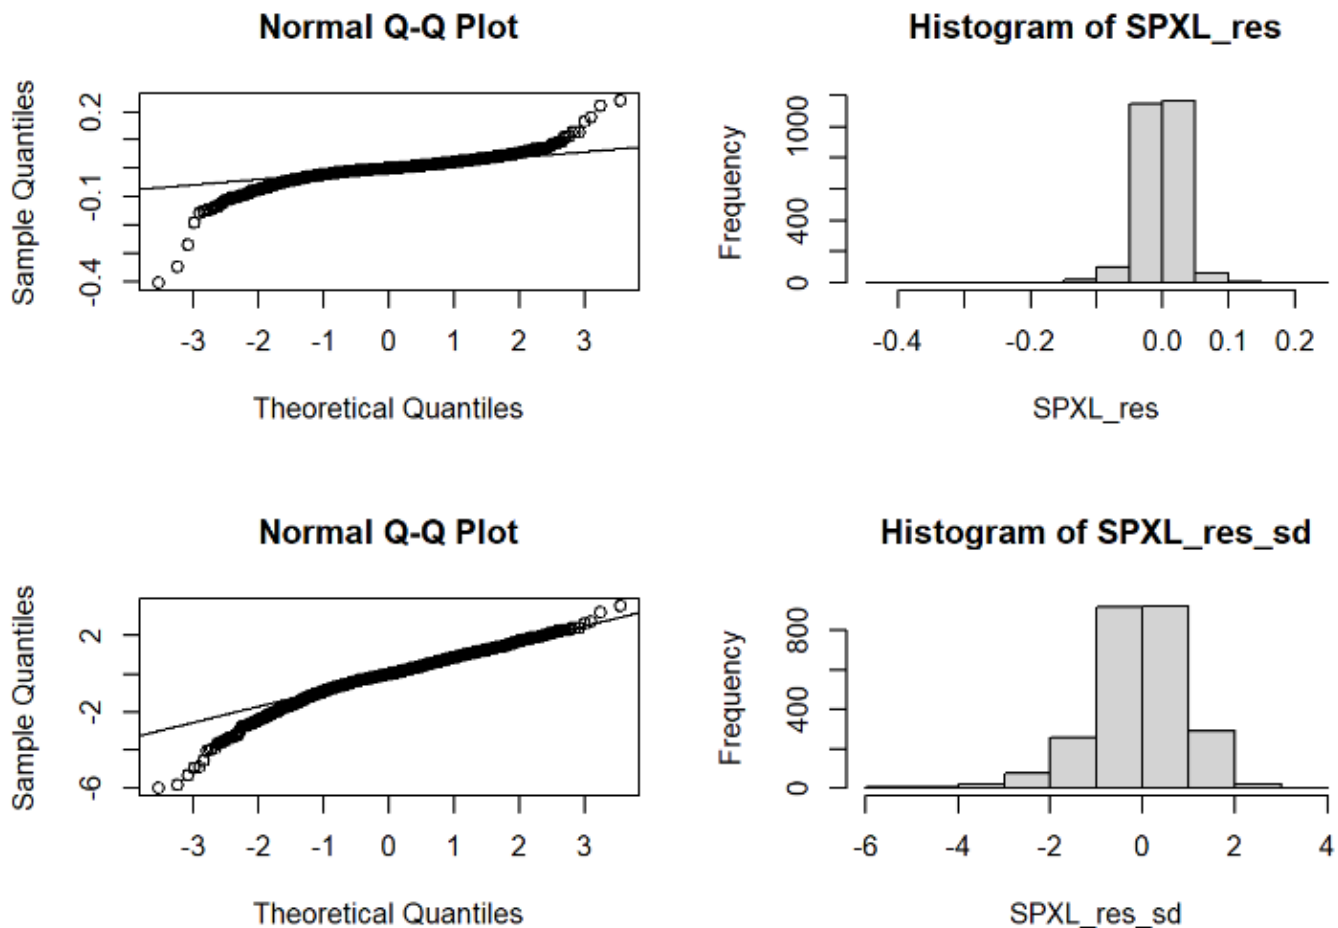 Normal Q-Q Plot
Sample Quantiles
0.2
-0.1
-0.4
-3 -2 -1 0 1 2 3
Theoretical Quantiles
Histogram of SPXL_res
Frequency
1000
400
0
-0.4 -0.2 0.0 0.1 0.2
SPXL_res
Normal Q-Q Plot
Sample Quantiles
2
-2
-6
-3 -2 -1 0 1 2 3
Theoretical Quantiles
Histogram of SPXL_res_sd
Frequency
800
400
0
-6 -4 -2 0 2 4
SPXL_res_sd